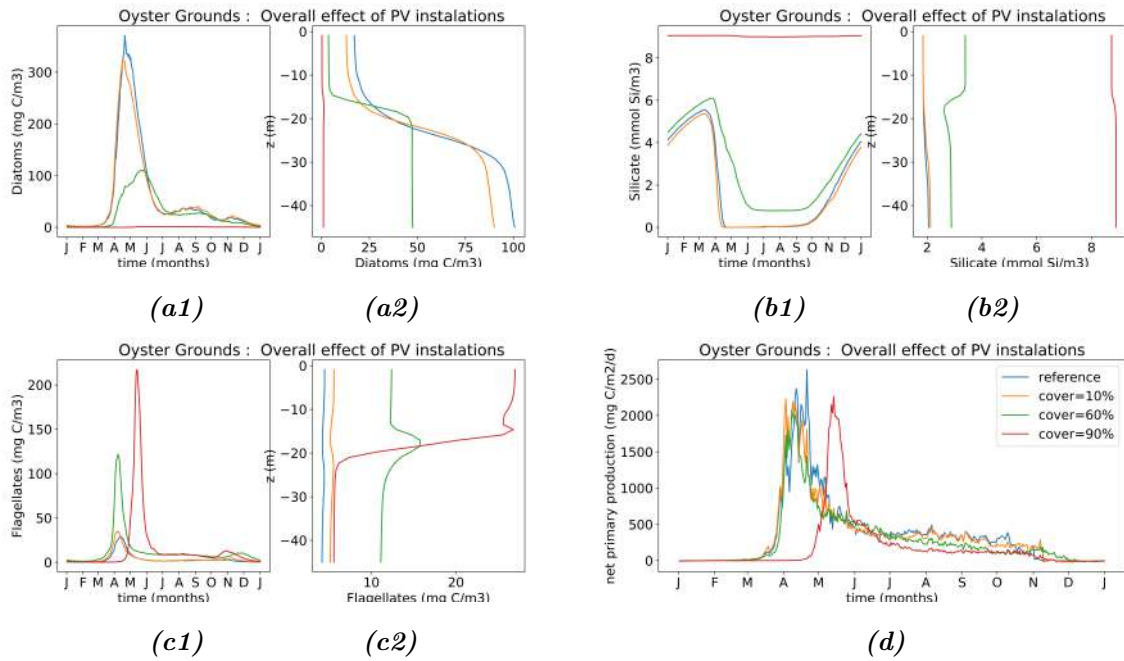 Oyster Grounds : Overall effect of PV instalations
Diatoms (mg C/m3)
300
200
100
0
J F M A M J J A S O N D J
time (months)
z (m)
0
−10
−20
−30
−40
0 25 50 75 100
Diatoms (mg C/m3)
(a1)
(a2)
Oyster Grounds : Overall effect of PV instalations
Silicate (mmol Si/m3)
8
6
4
2
0
J F M A M J J A S O N D J
time (months)
z (m)
0
−10
−20
−30
−40
2 4 6 8
Silicate (mmol Si/m3)
(b1)
(b2)
Oyster Grounds : Overall effect of PV instalations
Flagellates (mg C/m3)
200
150
100
50
0
J F M A M J J A S O N D J
time (months)
z (m)
0
−10
−20
−30
−40
10 20
Flagellates (mg C/m3)
(c1)
(c2)
Oyster Grounds : Overall effect of PV instalations
net primary production (mg C/m2/d)
2500
2000
1500
1000
500
0
J F M A M J J A S O N D J
time (months)
reference
cover=10%
cover=60%
cover=90%
(d)